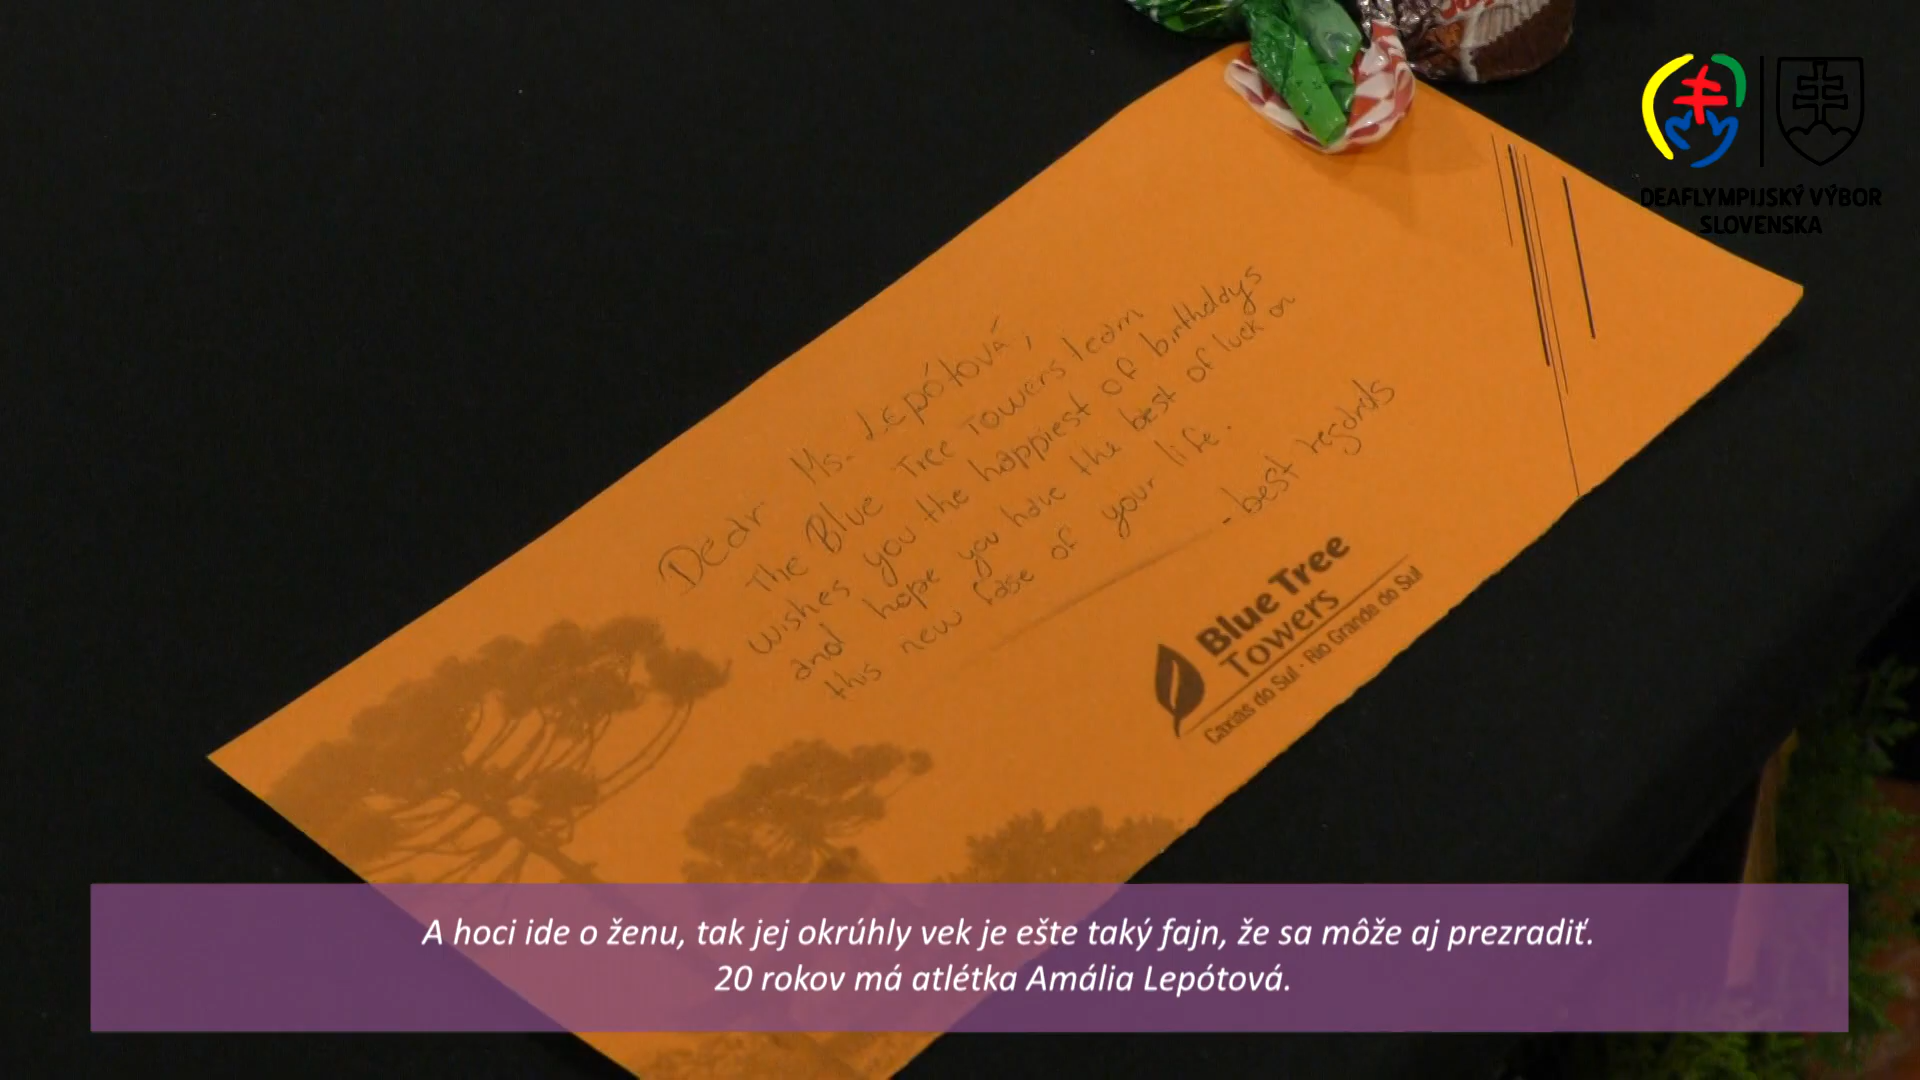 DEAFLYMPIJSKÝ VÝBOR
SLOVENSKA
Dear Ms. Lepótová,
The Blue Tree Towers Team
wishes you the happiest of birthdays
and hope you have the best of luck on
this new fase of your life.
- best regards
Blue Tree
Towers
Caxias do Sul - Rio Grande do Sul
A hoci ide o ženu, tak jej okrúhly vek je ešte taký fajn, že sa môže aj prezradiť.
20 rokov má atlétka Amália Lepótová.